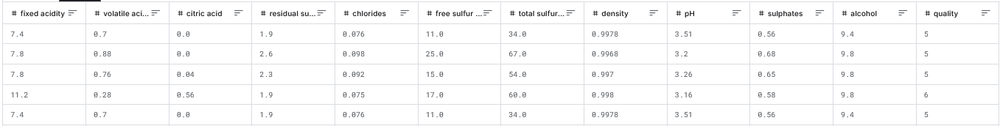 # fixed acidity # volatile aci... # citric acid # residual su... # chlorides # free sulfur ... # total sulfur... # density # pH # sulphates # alcohol # quality
7.4 0.7 0.0 1.9 0.076 11.0 34.0 0.9978 3.51 0.56 9.4 5
7.8 0.88 0.0 2.6 0.098 25.0 67.0 0.9968 3.2 0.68 9.8 5
7.8 0.76 0.04 2.3 0.092 15.0 54.0 0.997 3.26 0.65 9.8 5
11.2 0.28 0.56 1.9 0.075 17.0 60.0 0.998 3.16 0.58 9.8 6
7.4 0.7 0.0 1.9 0.076 11.0 34.0 0.9978 3.51 0.56 9.4 5